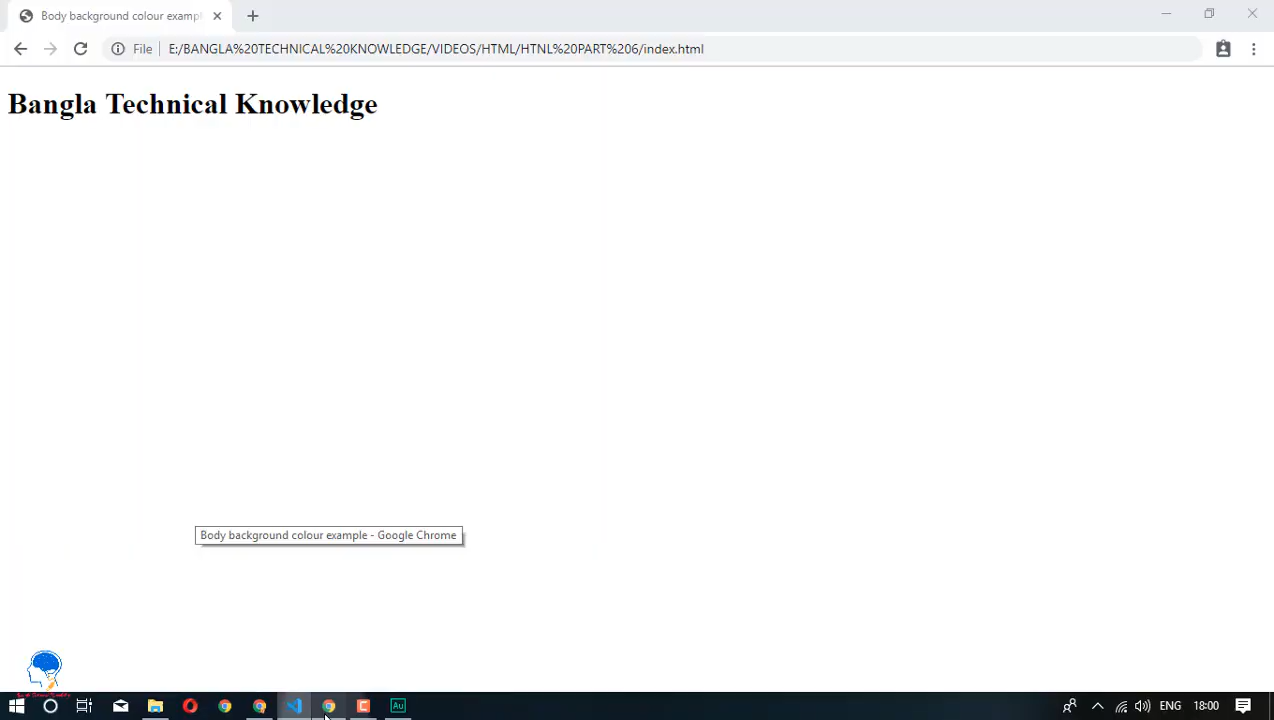 Body background colour examp
File
E:/BANGLA%20TECHNICAL%20KNOWLEDGE/VIDEOS/HTML/HTNL%20PART%206/index.html
Bangla Technical Knowledge
Body background colour example - Google Chrome
Au
ENG
18:00